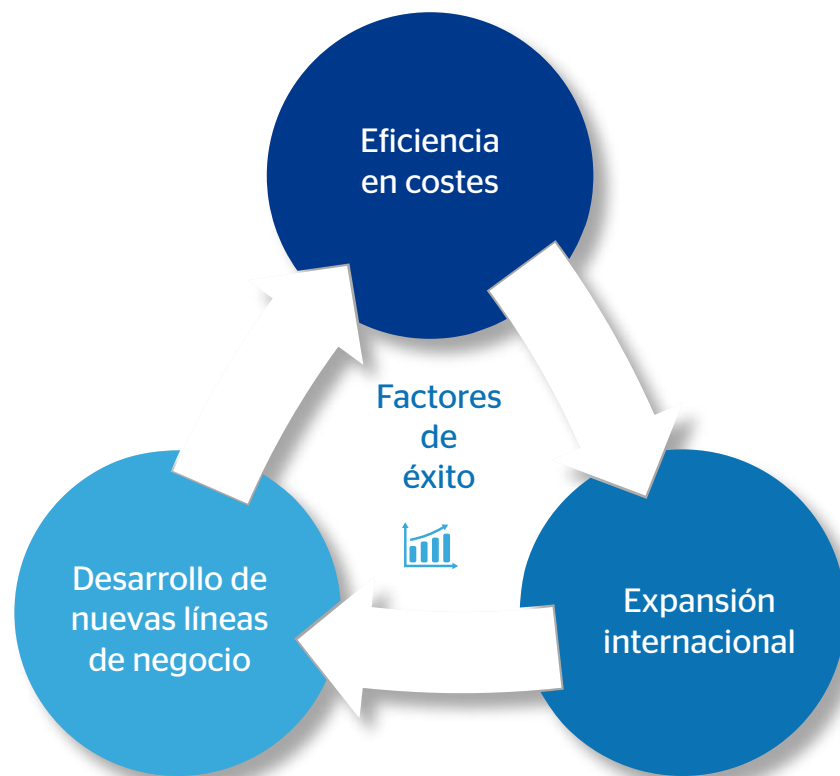 Eficiencia
en costes
Factores
de
éxito
Desarrollo de
nuevas líneas
de negocio
Expansión
internacional